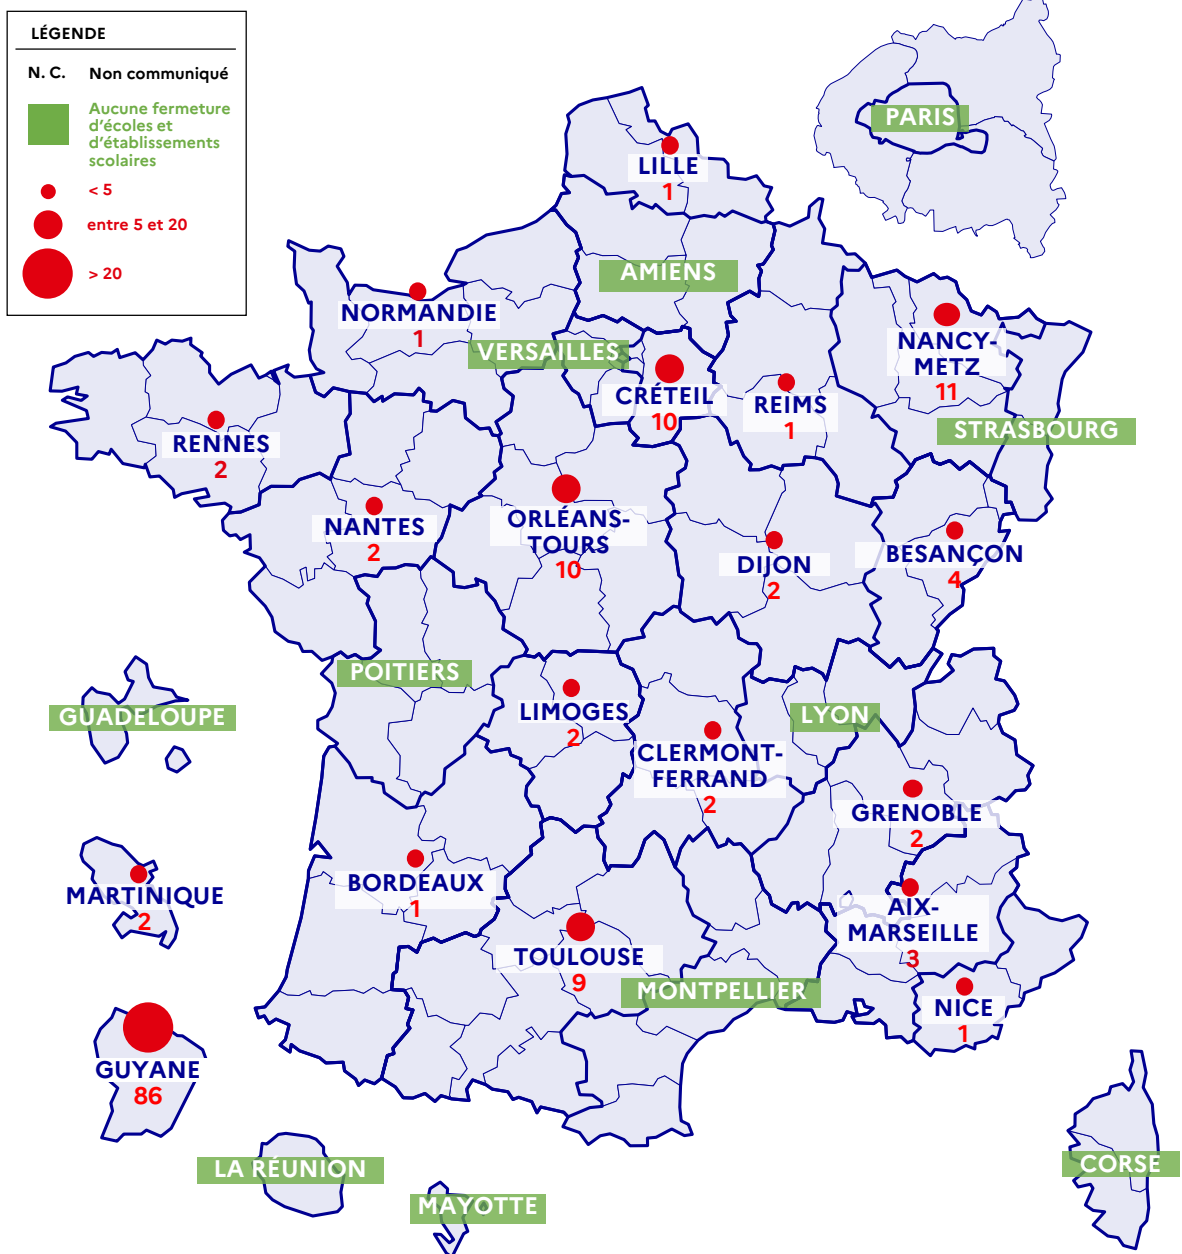 LÉGENDE
N. C. Non communiqué
Aucune fermeture
d'écoles et
d'établissements
scolaires
< 5
entre 5 et 20
> 20
PARIS
LILLE
1
AMIENS
NORMANDIE
1
VERSAILLES
NANCY-
METZ
11
CRÉTEIL
10
REIMS
1
STRASBOURG
RENNES
2
NANTES
2
ORLÉANS-
TOURS
10
DIJON
2
BESANÇON
4
POITIERS
GUADELOUPE
LIMOGES
2
LYON
CLERMONT-
FERRAND
2
GRENOBLE
2
MARTINIQUE
2
BORDEAUX
1
AIX-
MARSEILLE
3
TOULOUSE
9
MONTPELLIER
NICE
1
GUYANE
86
LA RÉUNION
MAYOTTE
CORSE